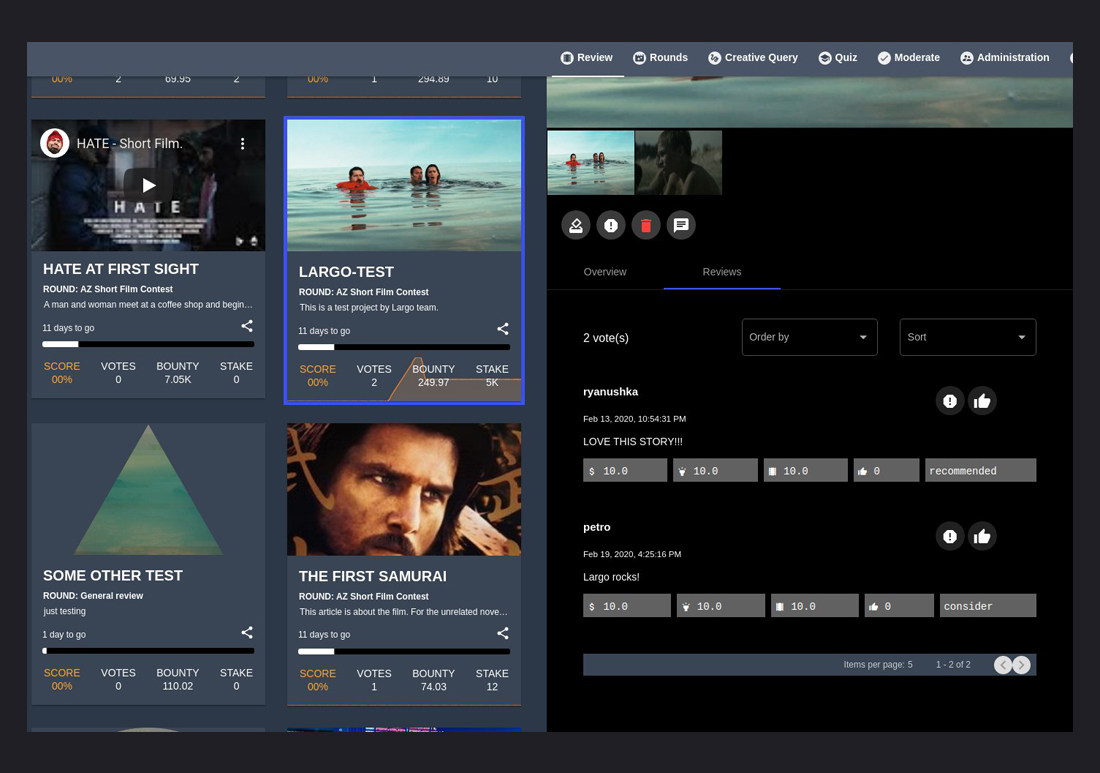 Review Rounds Creative Query Quiz Moderate Administration
00% 2 69.95 2
00% 1 294.89 10
HATE - Short Film.
HATE
HATE AT FIRST SIGHT
ROUND: AZ Short Film Contest
A man and woman meet at a coffee shop and begin…
11 days to go
SCORE VOTES BOUNTY STAKE
00% 0 7.05K 0
LARGO-TEST
ROUND: AZ Short Film Contest
This is a test project by Largo team.
11 days to go
SCORE VOTES BOUNTY STAKE
00% 2 249.97 5K
SOME OTHER TEST
ROUND: General review
just testing
1 day to go
SCORE VOTES BOUNTY STAKE
00% 0 110.02 0
THE FIRST SAMURAI
ROUND: AZ Short Film Contest
This article is about the film. For the unrelated nove…
11 days to go
SCORE VOTES BOUNTY STAKE
00% 1 74.03 12
Overview Reviews
2 vote(s) Order by Sort
ryanushka
Feb 13, 2020, 10:54:31 PM
LOVE THIS STORY!!!
$ 10.0 10.0 10.0 0 recommended
petro
Feb 19, 2020, 4:25:16 PM
Largo rocks!
$ 10.0 10.0 10.0 0 consider
Items per page: 5 1 - 2 of 2